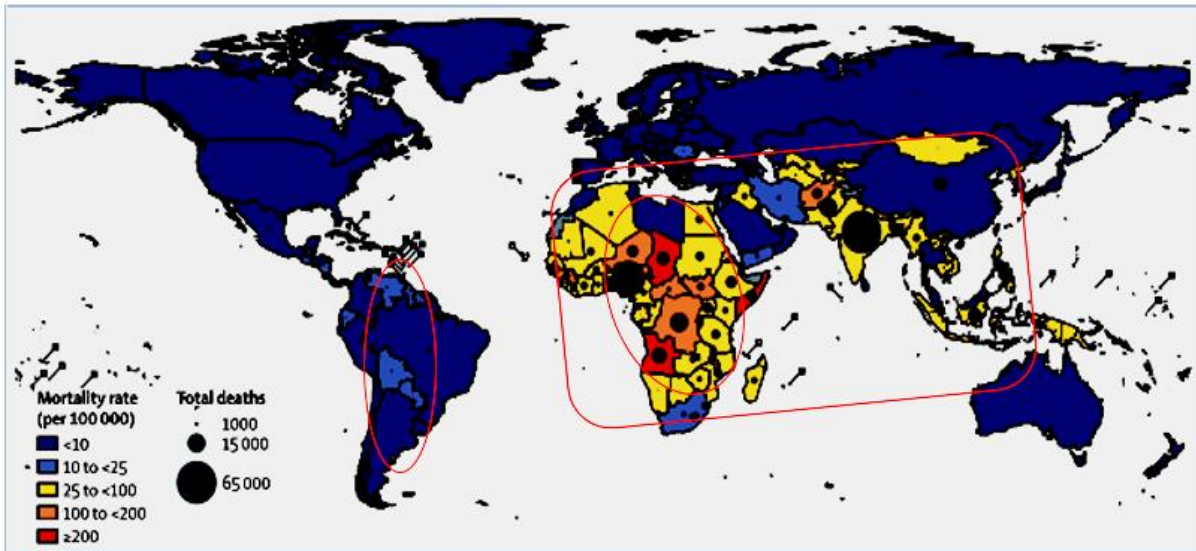 Mortality rate
(per 100 000)
<10
10 to <25
25 to <100
100 to <200
≥200
Total deaths
1000
15 000
65 000